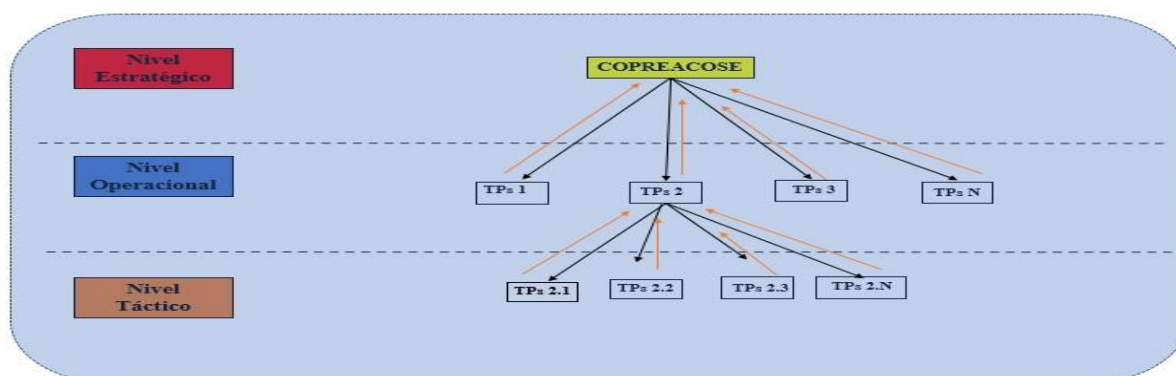 Nivel
Estratégico
COPREACOSE
Nivel
Operacional
TPs 1
TPs 2
TPs 3
TPs N
Nivel
Táctico
TPs 2.1
TPs 2.2
TPs 2.3
TPs 2.N